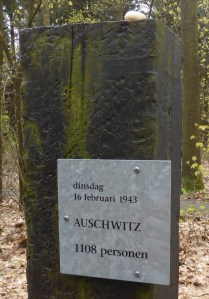 dinsdag
16 februari 1943
AUSCHWITZ
1108 personen